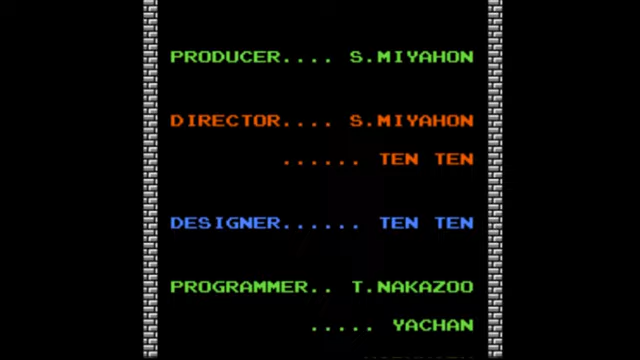 PRODUCER.... S.MIYAHON
DIRECTOR.... S.MIYAHON
...... TEN TEN
DESIGNER...... TEN TEN
PROGRAMMER.. T.NAKAZOO
..... YACHAN